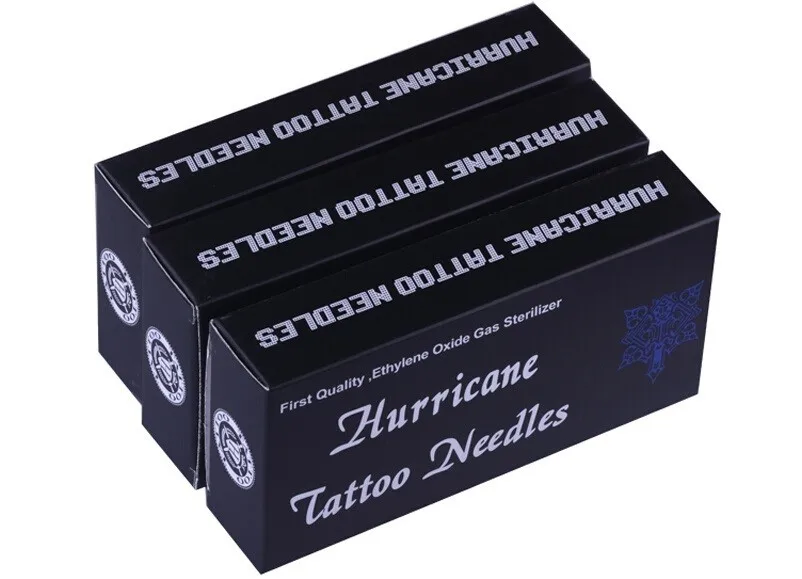 HURRICANE TATTOO NEEDLES
HURRICANE TATTOO NEEDLES
HURRICANE TATTOO NEEDLES
First Quality ,Ethylene Oxide Gas Sterilizer
Hurricane
Tattoo Needles